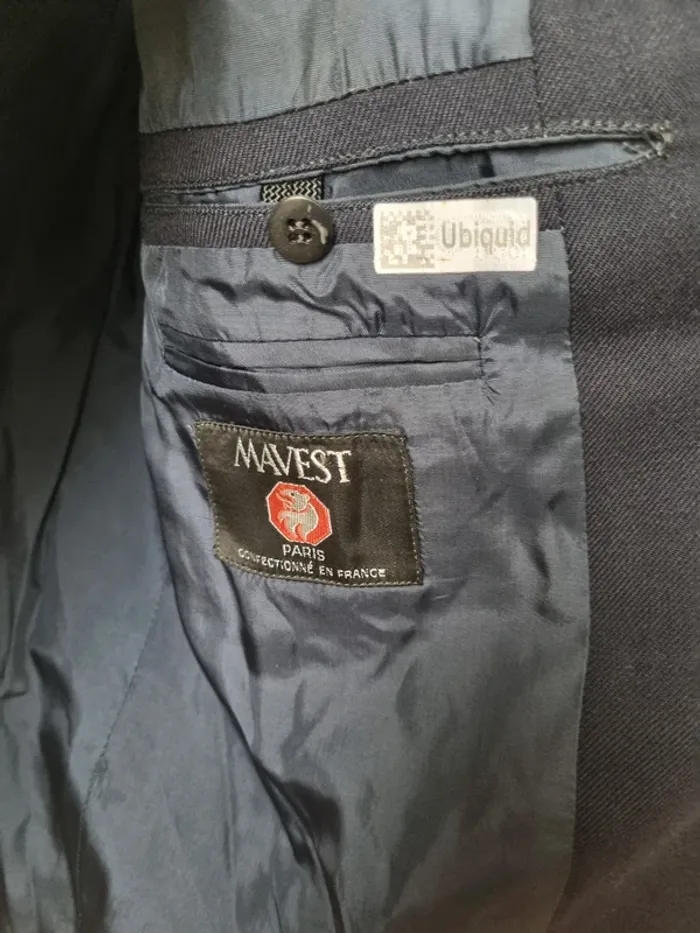 Ubiquid
MAVEST
PARIS
CONFECTIONNÉ EN FRANCE